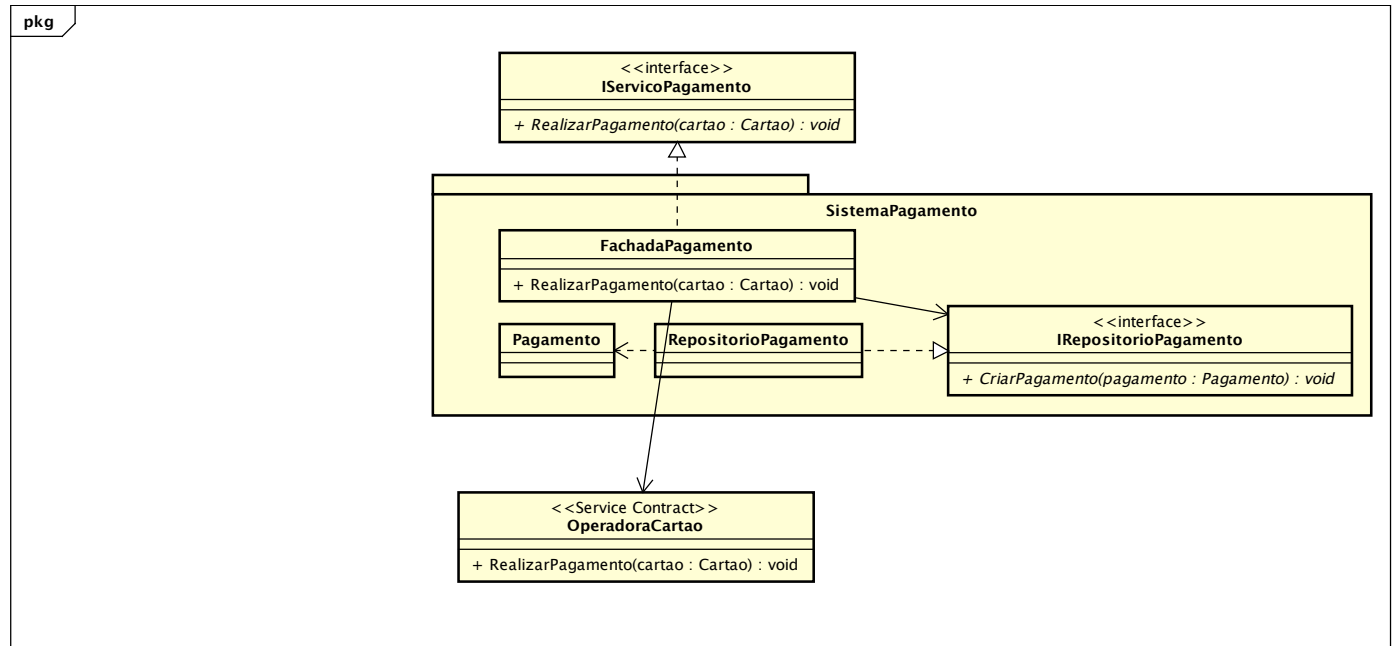 pkg
<<interface>>
IServicoPagamento
+ RealizarPagamento(cartao : Cartao) : void
SistemaPagamento
FachadaPagamento
+ RealizarPagamento(cartao : Cartao) : void
Pagamento
RepositorioPagamento
<<interface>>
IRepositorioPagamento
+ CriarPagamento(pagamento : Pagamento) : void
<<Service Contract>>
OperadoraCartao
+ RealizarPagamento(cartao : Cartao) : void